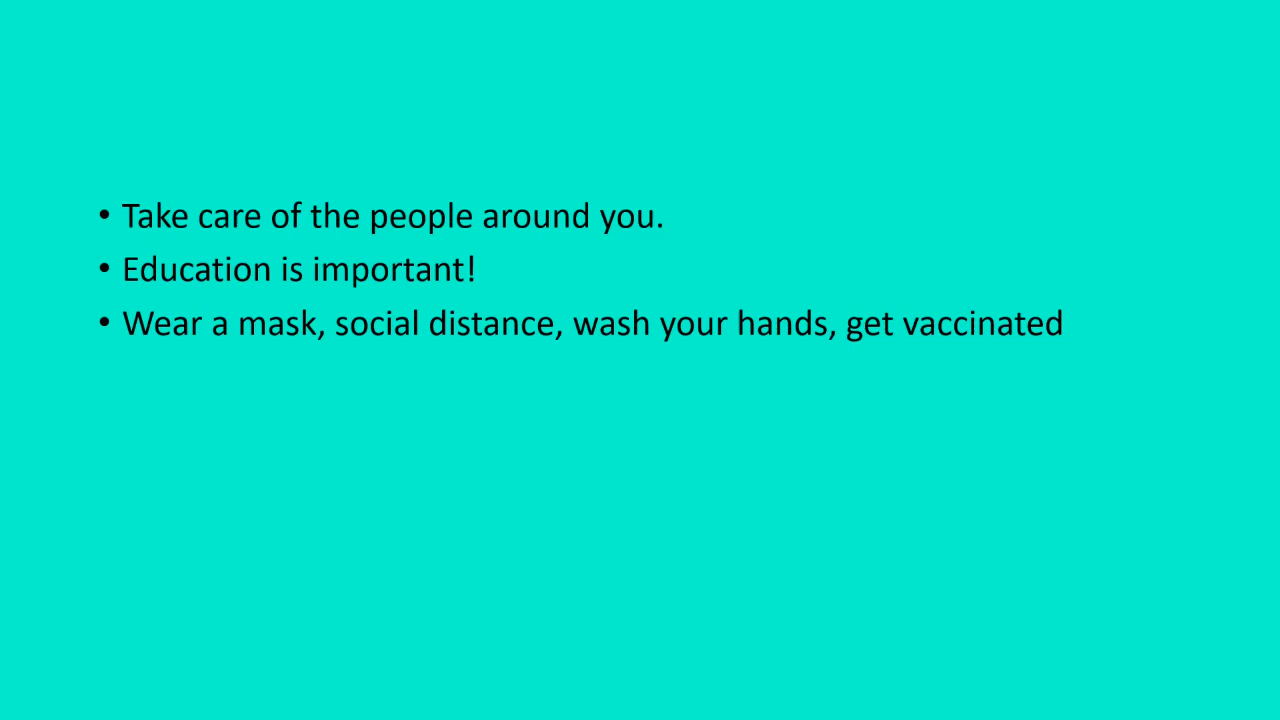 • Take care of the people around you.
• Education is important!
• Wear a mask, social distance, wash your hands, get vaccinated